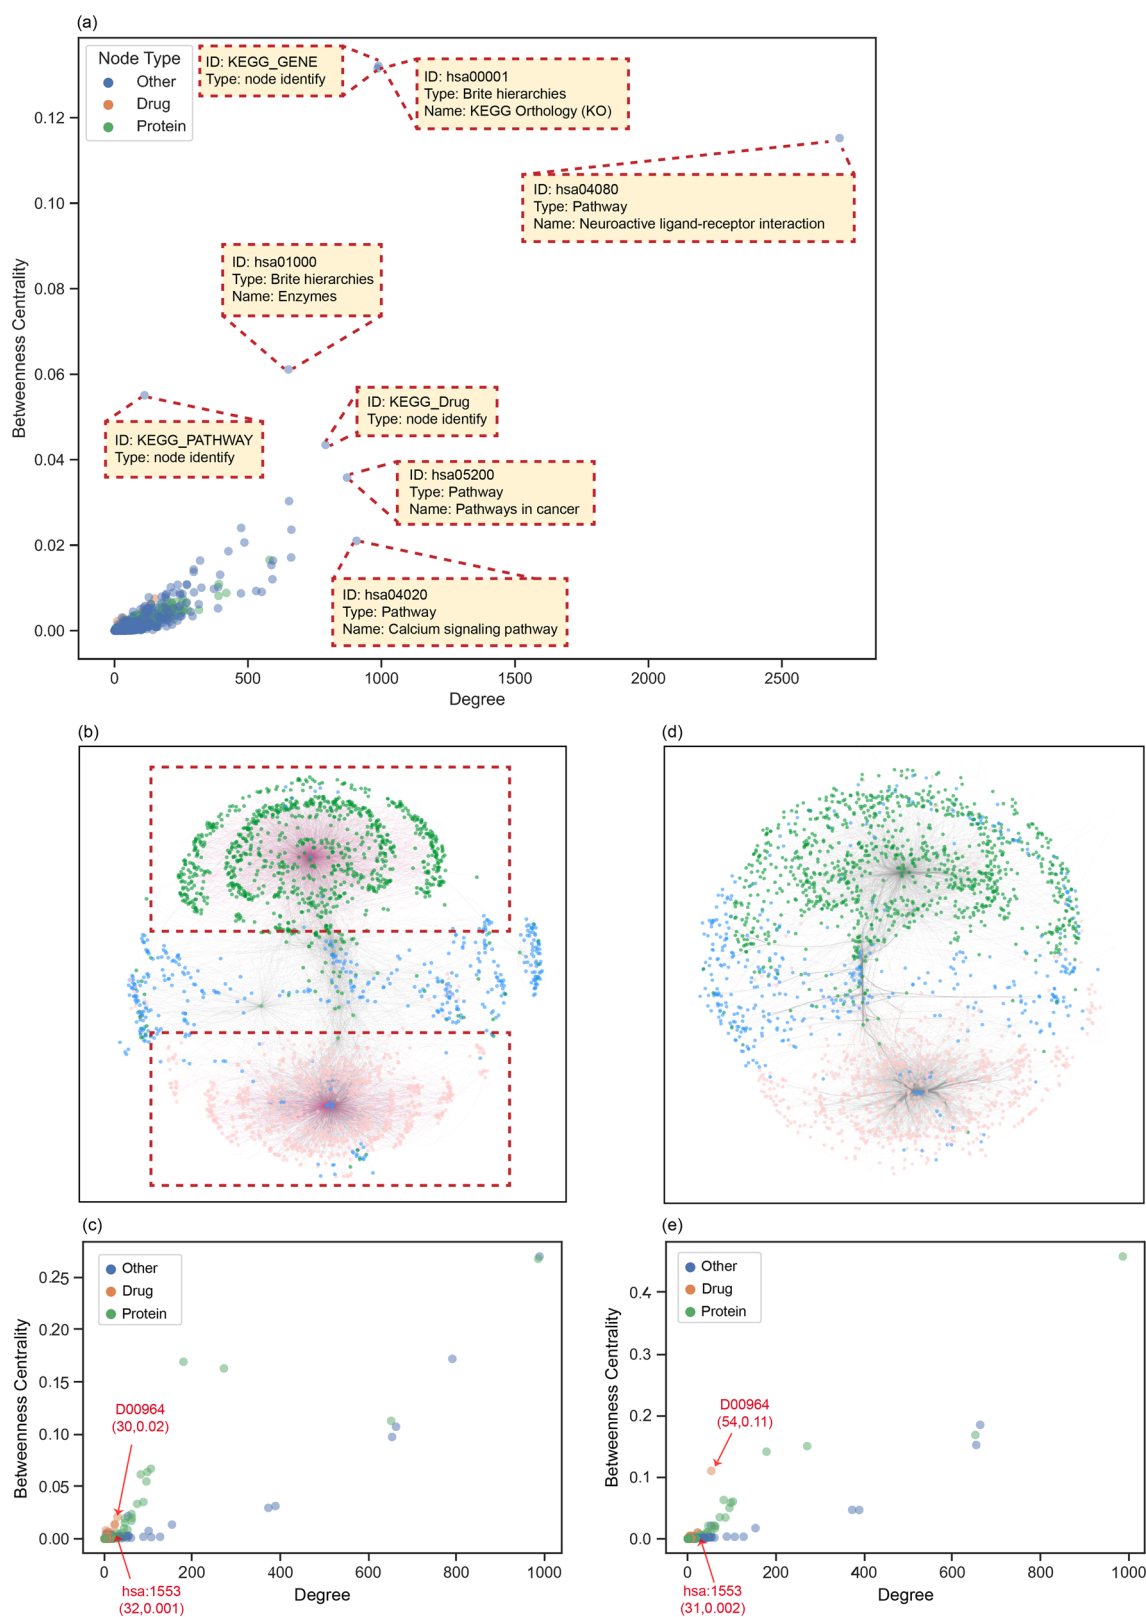 (a)
Node Type
Other
Drug
Protein
ID: KEGG_GENE
Type: node identify
ID: hsa00001
Type: Brite hierarchies
Name: KEGG Orthology (KO)
ID: hsa04080
Type: Pathway
Name: Neuroactive ligand-receptor interaction
ID: hsa01000
Type: Brite hierarchies
Name: Enzymes
ID: KEGG_Drug
Type: node identify
ID: KEGG_PATHWAY
Type: node identify
ID: hsa05200
Type: Pathway
Name: Pathways in cancer
ID: hsa04020
Type: Pathway
Name: Calcium signaling pathway
Betweenness Centrality
0.12
0.10
0.08
0.06
0.04
0.02
0.00
0 500 1000 1500 2000 2500
Degree
(b)
(d)
(c)
Other
Drug
Protein
Betweenness Centrality
0.25
0.20
0.15
0.10
0.05
0.00
D00964
(30,0.02)
0 200 400 600 800 1000
hsa:1553
(32,0.001)
Degree
(e)
Other
Drug
Protein
Betweenness Centrality
0.4
0.3
0.2
0.1
0.0
D00964
(54,0.11)
0 200 400 600 800 1000
hsa:1553
(31,0.002)
Degree